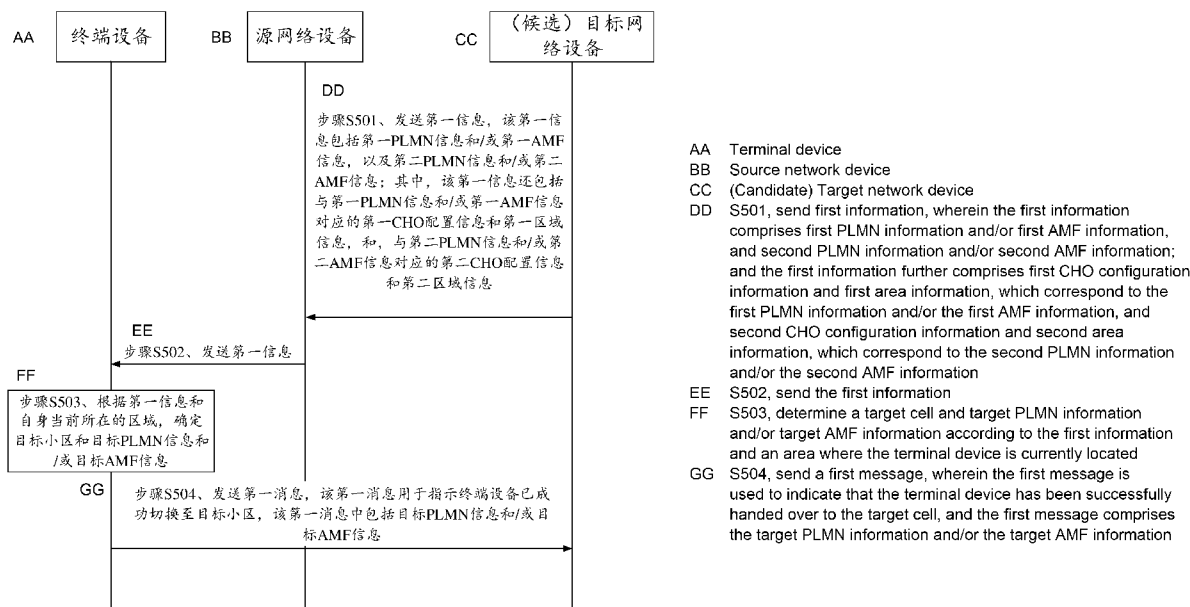 AA
终端设备
BB
源网络设备
CC
（候选）目标网
络设备
DD
步骤S501、发送第一信息，该第一信
息包括第一PLMN信息和/或第一AMF
信息，以及第二PLMN信息和/或第二
AMF信息；其中，该第一信息还包括
与第一PLMN信息和/或第一AMF信息
对应的第一CHO配置信息和第一区域
信息，和，与第二PLMN信息和/或第
二AMF信息对应的第二CHO配置信息
和第二区域信息
EE
步骤S502、发送第一信息
FF
步骤S503、根据第一信息和
自身当前所在的区域，确定
目标小区和目标PLMN信息和
/或目标AMF信息
GG
步骤S504、发送第一消息，该第一消息用于指示终端设备已成
功切换至目标小区，该第一消息中包括目标PLMN信息和/或目
标AMF信息
AA Terminal device
BB Source network device
CC (Candidate) Target network device
DD S501, send first information, wherein the first information
comprises first PLMN information and/or first AMF information,
and second PLMN information and/or second AMF information;
and the first information further comprises first CHO configuration
information and first area information, which correspond to the
first PLMN information and/or the first AMF information, and
second CHO configuration information and second area
information, which correspond to the second PLMN information
and/or the second AMF information
EE S502, send the first information
FF S503, determine a target cell and target PLMN information
and/or target AMF information according to the first information
and an area where the terminal device is currently located
GG S504, send a first message, wherein the first message is
used to indicate that the terminal device has been successfully
handed over to the target cell, and the first message comprises
the target PLMN information and/or the target AMF information